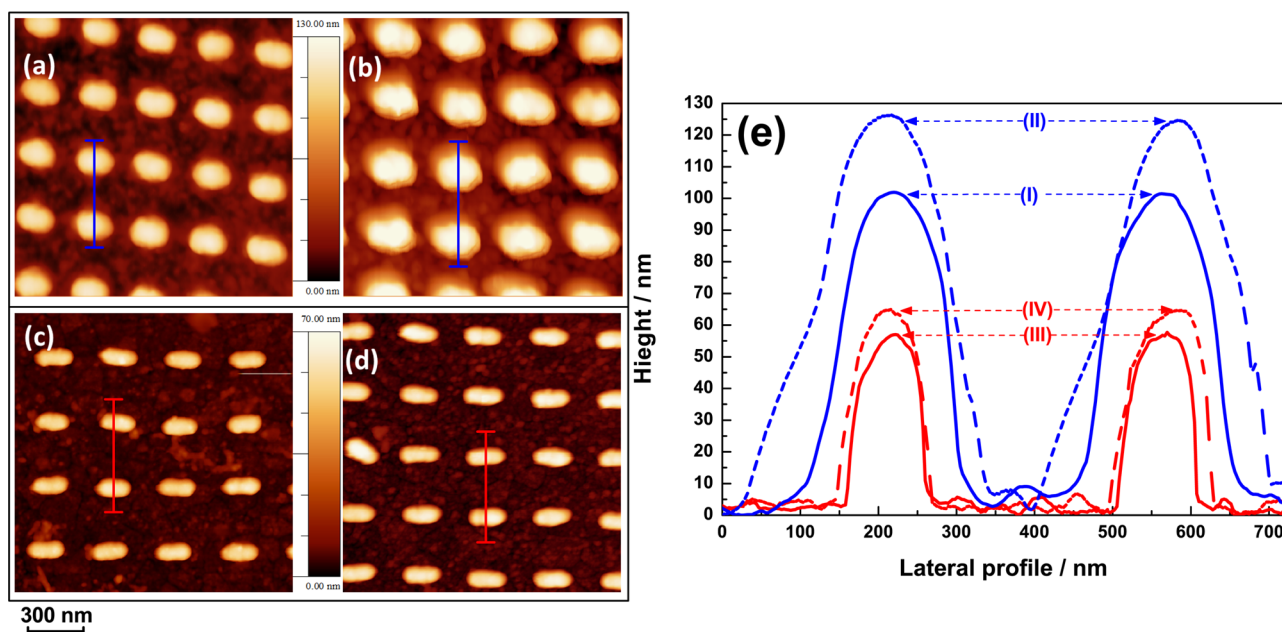 (a)
130.00 nm
0.00 nm
(b)
(c)
70.00 nm
0.00 nm
(d)
300 nm
(e)
(II)
(I)
(IV)
(III)
130
120
110
100
90
80
70
60
50
40
30
20
10
0
Hieght / nm
0 100 200 300 400 500 600 700
Lateral profile / nm